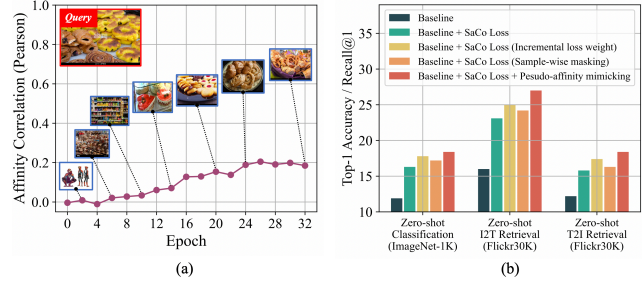 Query
Affinity Correlation (Pearson)
1.0
0.8
0.6
0.4
0.2
0.0
0 4 8 12 16 20 24 28 32
Epoch
(a)
Baseline
Baseline + SaCo Loss
Baseline + SaCo Loss (Incremental loss weight)
Baseline + SaCo Loss (Sample-wise masking)
Baseline + SaCo Loss + Pesudo-affinity mimicking
Top-1 Accuracy / Recall@1
35
30
25
20
15
10
Zero-shot
Classification
(ImageNet-1K)
Zero-shot
I2T Retrieval
(Flickr30K)
Zero-shot
T2I Retrieval
(Flickr30K)
(b)